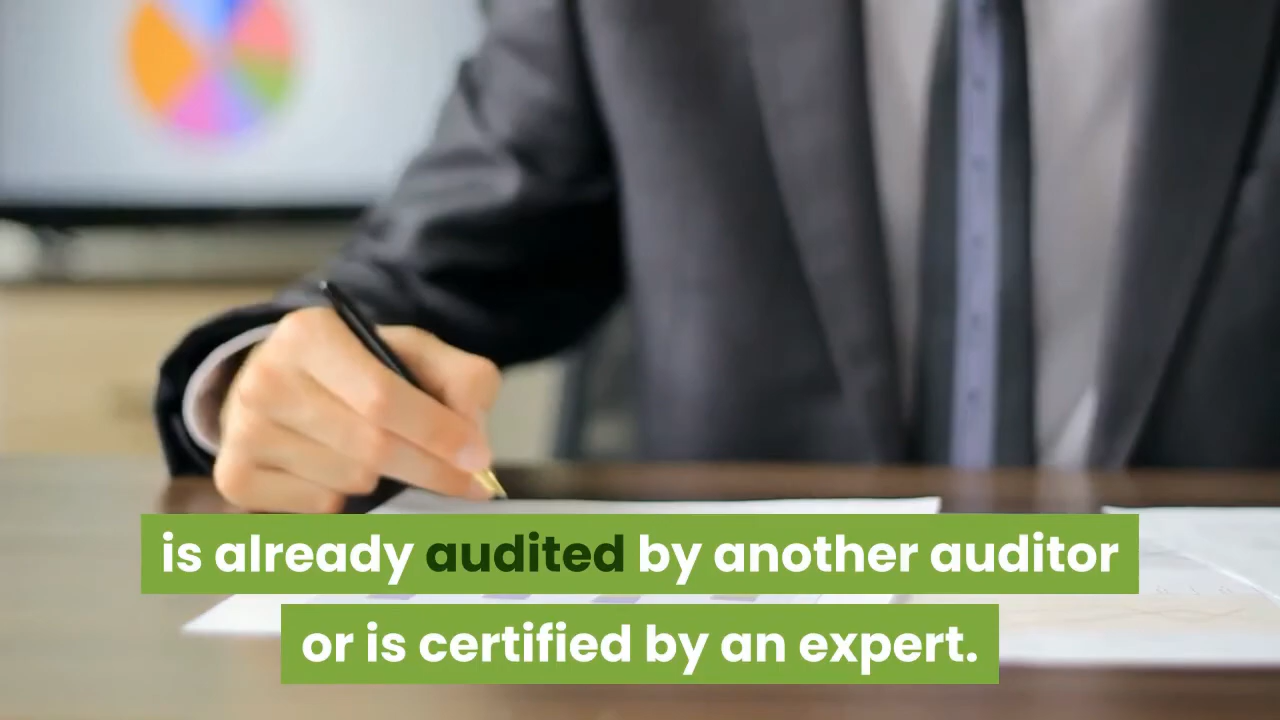 is already audited by another auditor
or is certified by an expert.